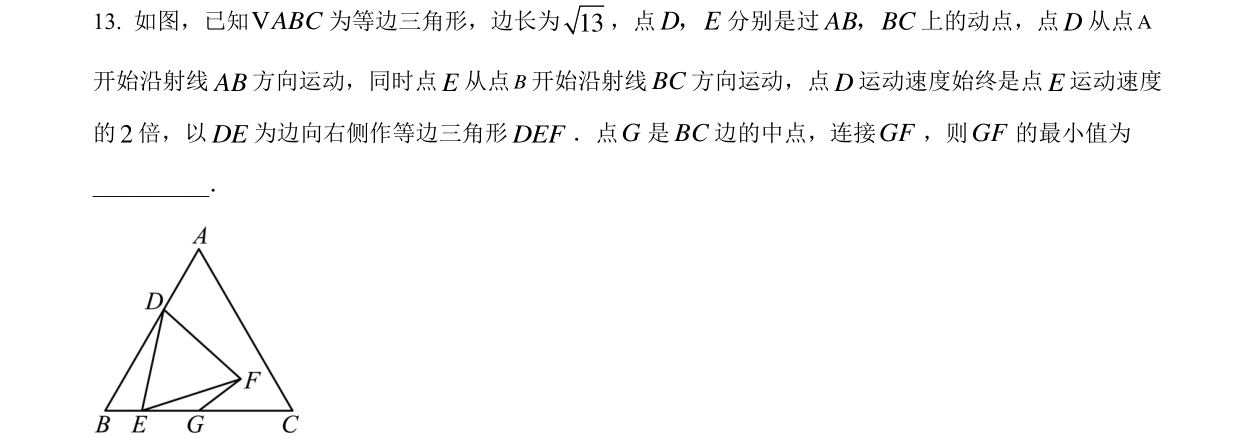 13. 如图，已知VABC为等边三角形，边长为√13，点D，E分别是过AB，BC上的动点，点D从点A
开始沿射线AB方向运动，同时点E从点B开始沿射线BC方向运动，点D运动速度始终是点E运动速度
的2倍，以DE为边向右侧作等边三角形DEF．点G是BC边的中点，连接GF，则GF的最小值为
__________.
A
D
F
B E G C